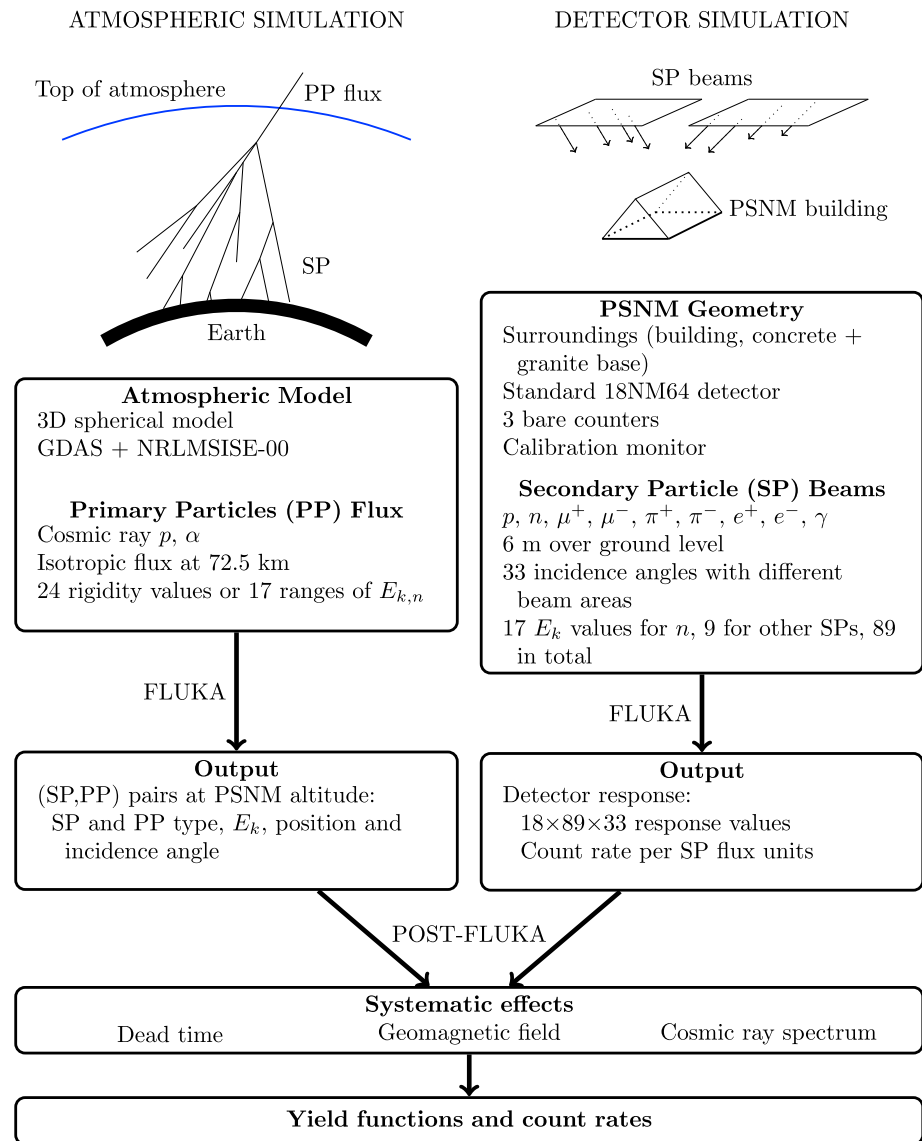 ATMOSPHERIC SIMULATION
Top of atmosphere
PP flux
SP
Earth
Atmospheric Model
3D spherical model
GDAS + NRLMSISE-00
Primary Particles (PP) Flux
Cosmic ray p, α
Isotropic flux at 72.5 km
24 rigidity values or 17 ranges of E_{k,n}
FLUKA
Output
(SP,PP) pairs at PSNM altitude:
SP and PP type, E_k, position and
incidence angle
DETECTOR SIMULATION
SP beams
PSNM building
PSNM Geometry
Surroundings (building, concrete +
granite base)
Standard 18NM64 detector
3 bare counters
Calibration monitor
Secondary Particle (SP) Beams
p, n, μ⁺, μ⁻, π⁺, π⁻, e⁺, e⁻, γ
6 m over ground level
33 incidence angles with different
beam areas
17 E_k values for n, 9 for other SPs, 89
in total
FLUKA
Output
Detector response:
18×89×33 response values
Count rate per SP flux units
POST-FLUKA
Systematic effects
Dead time Geomagnetic field Cosmic ray spectrum
Yield functions and count rates